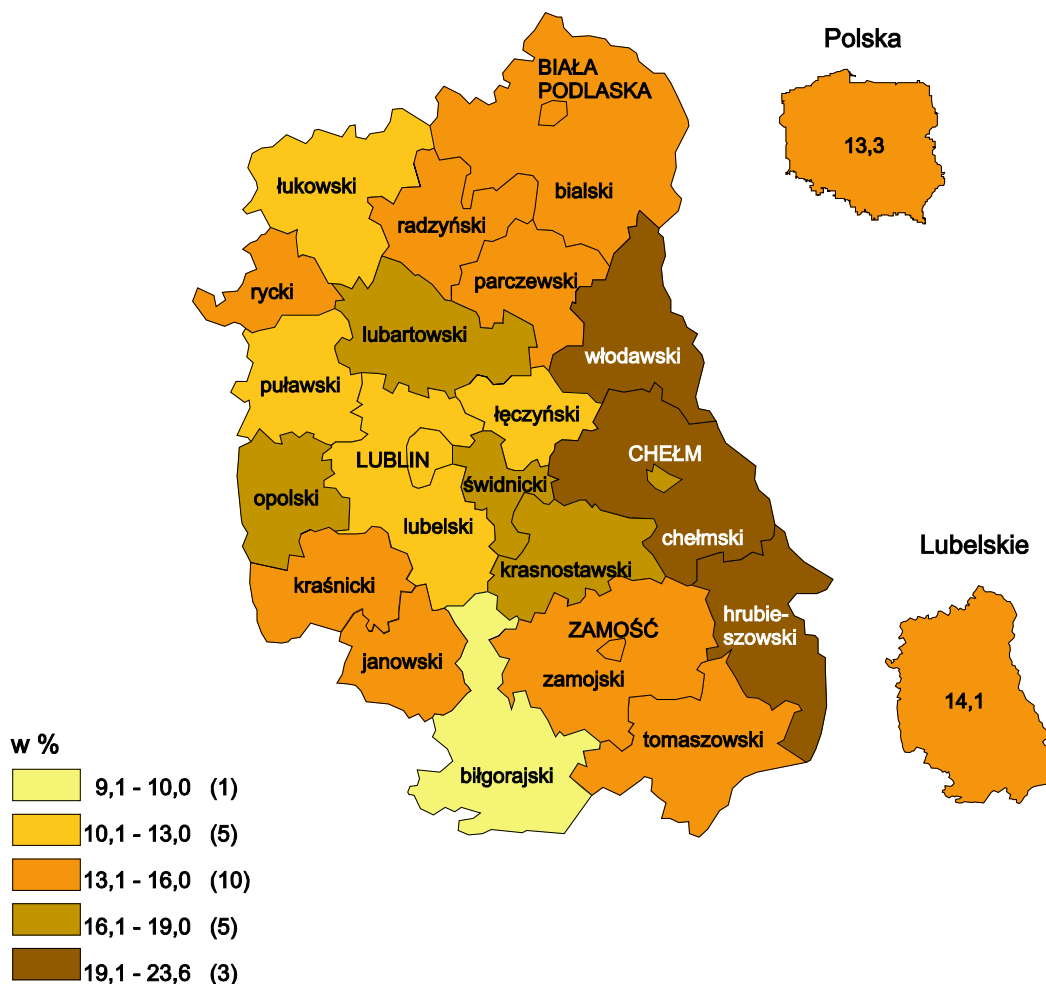 Polska
13,3
BIAŁA
PODLASKA
łukowski
bialski
radzyński
parczewski
rycki
lubartowski
włodawski
puławski
łęczyński
LUBLIN
CHEŁM
świdnicki
opolski
lubelski
chełmski
krasnostawski
kraśnicki
hrubie-
szowski
ZAMOŚĆ
janowski
zamojski
tomaszowski
biłgorajski
Lubelskie
14,1
w %
9,1 - 10,0 (1)
10,1 - 13,0 (5)
13,1 - 16,0 (10)
16,1 - 19,0 (5)
19,1 - 23,6 (3)